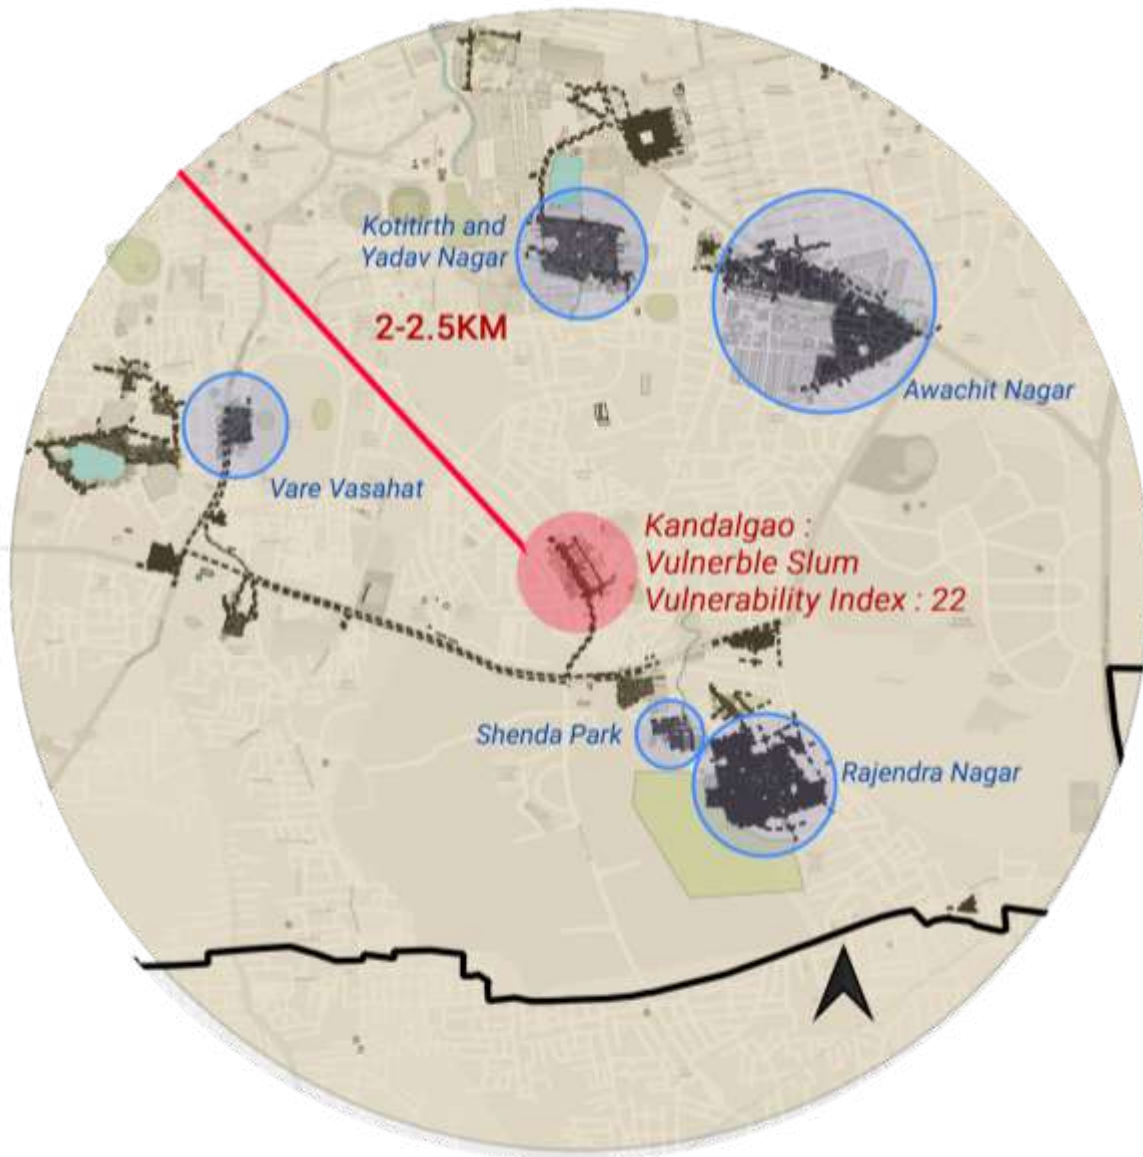 Kotitirth and
Yadav Nagar
2-2.5KM
Awachit Nagar
Vare Vasahat
Kandalgao :
Vulnerble Slum
Vulnerability Index : 22
Shenda Park
Rajendra Nagar